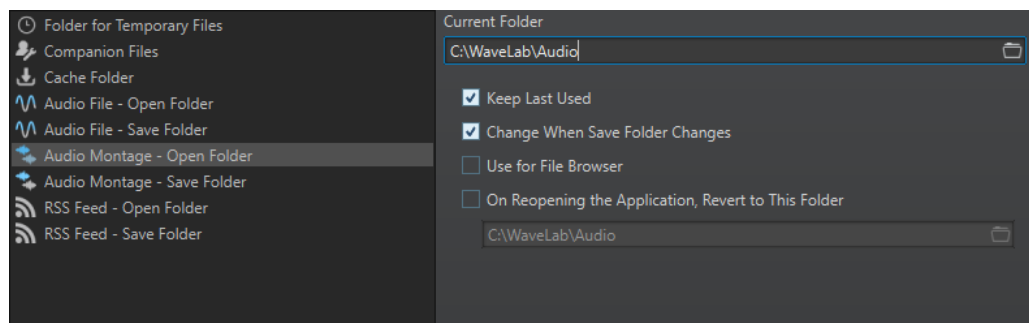 Folder for Temporary Files
Companion Files
Cache Folder
Audio File - Open Folder
Audio File - Save Folder
Audio Montage - Open Folder
Audio Montage - Save Folder
RSS Feed - Open Folder
RSS Feed - Save Folder
Current Folder
C:\WaveLab\Audio
Keep Last Used
Change When Save Folder Changes
Use for File Browser
On Reopening the Application, Revert to This Folder
C:\WaveLab\Audio